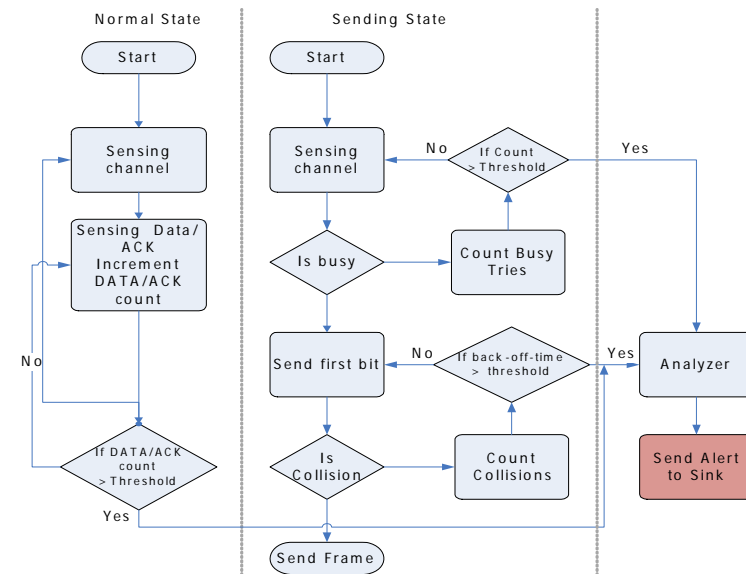 Normal State
Start
Sensing
channel
Sensing Data/
ACK
Increment
DATA/ACK
count
No
If DATA/ACK
count
> Threshold
Yes
Sending State
Start
Sensing
channel
No
If Count
> Threshold
Yes
Is busy
Count Busy
Tries
Send first bit
No
If back-off-time
> threshold
Yes
Is
Collision
Count
Collisions
Send Frame
Analyzer
Send Alert
to Sink